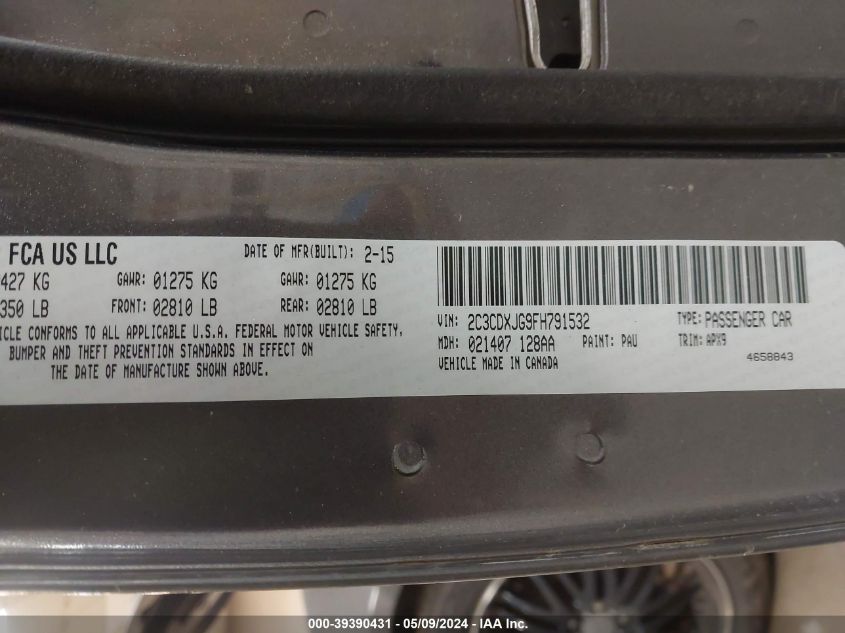 FCA US LLC DATE OF MFR(BUILT): 2-15
427 KG GAWR: 01275 KG GAWR: 01275 KG
350 LB FRONT: 02810 LB REAR: 02810 LB
ICLE CONFORMS TO ALL APPLICABLE U.S.A. FEDERAL MOTOR VEHICLE SAFETY,
BUMPER AND THEFT PREVENTION STANDARDS IN EFFECT ON
THE DATE OF MANUFACTURE SHOWN ABOVE.
VIN: 2C3CDXJG9FH791532 TYPE: PASSENGER CAR
MDH: 021407 128AA PAINT: PAU TRIM: APX9
VEHICLE MADE IN CANADA 4658843
000-39390431 - 05/09/2024 - IAA Inc.